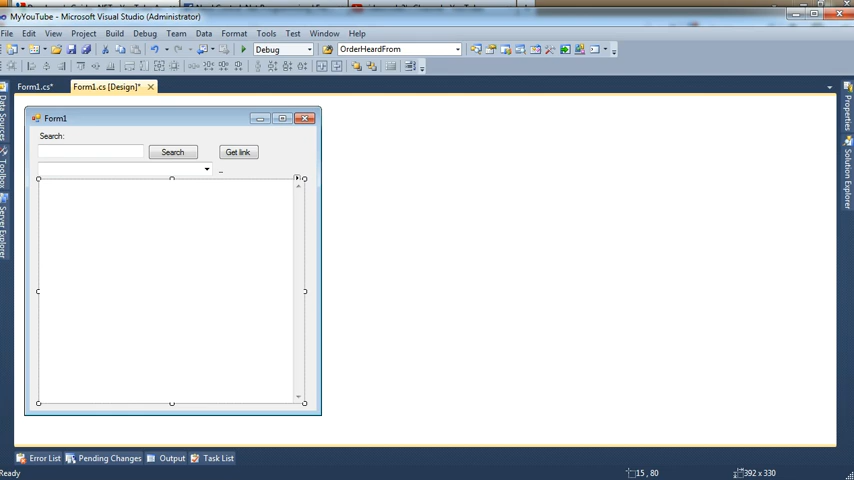 MyYouTube - Microsoft Visual Studio (Administrator)
File Edit View Project Build Debug Team Data Format Tools Test Window Help
Debug OrderHeardFrom
Form1.cs* Form1.cs [Design]*
Data Sources
Toolbox
Server Explorer
Properties
Solution Explorer
Form1
Search:
Search Get link
Error List Pending Changes Output Task List
Ready 15 , 80 392 x 330